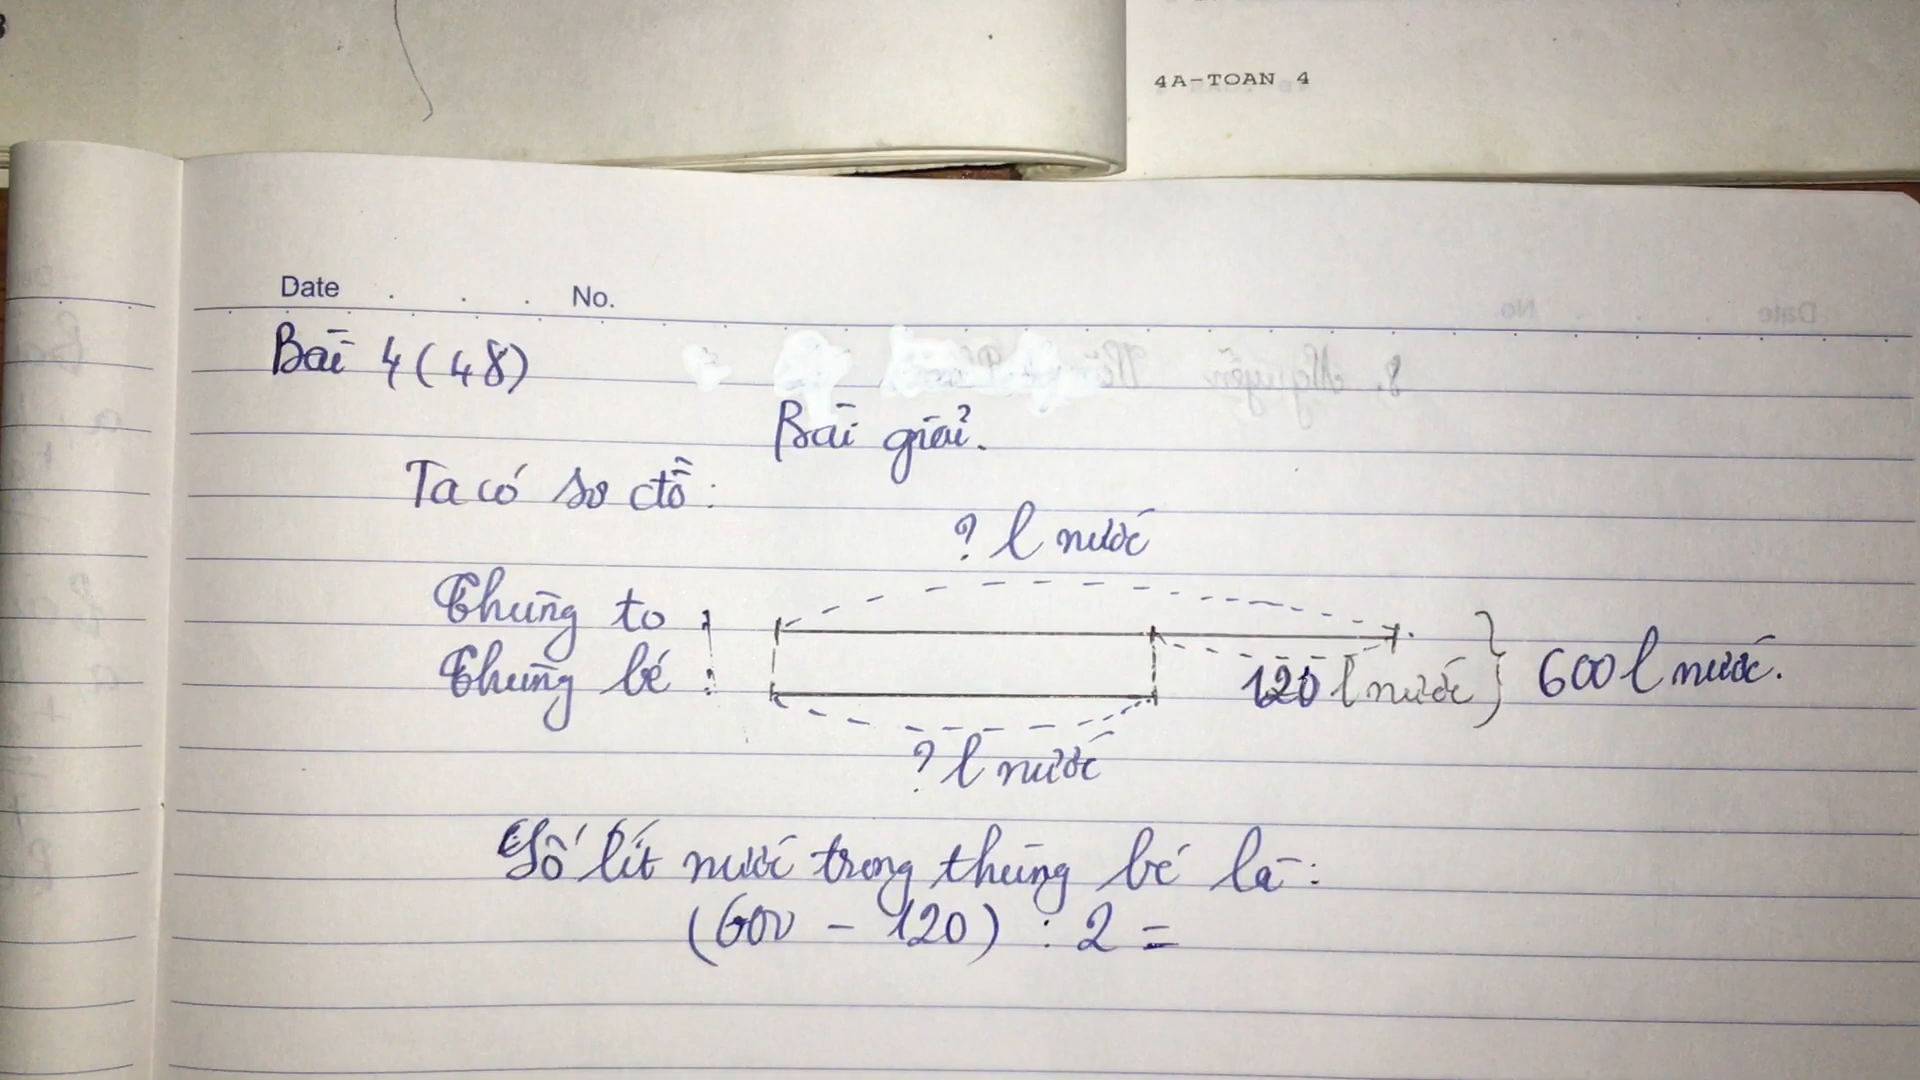 4A-TOAN 4
Date No.
Bài 4 (48)
Bài giải.
Ta có sơ đồ:
? l nước
Thùng to :
Thùng bé :
120 l nước
600 l nước.
? l nước
Số lít nước trong thùng bé là:
(600 - 120) : 2 =